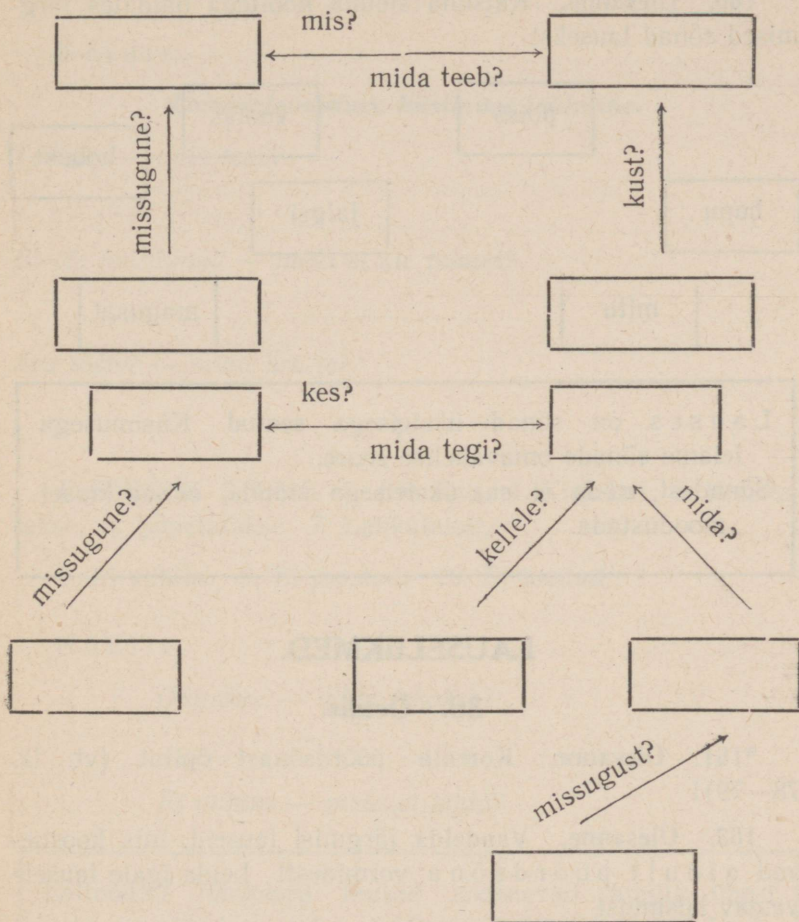 mis?
mida teeb?
missugune?
kust?
kes?
mida tegi?
missugune?
kellele?
mida?
missugust?